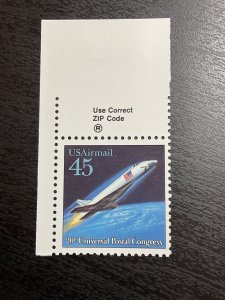 Use Correct
ZIP Code
®
USAirmail
45
20th Universal Postal Congress